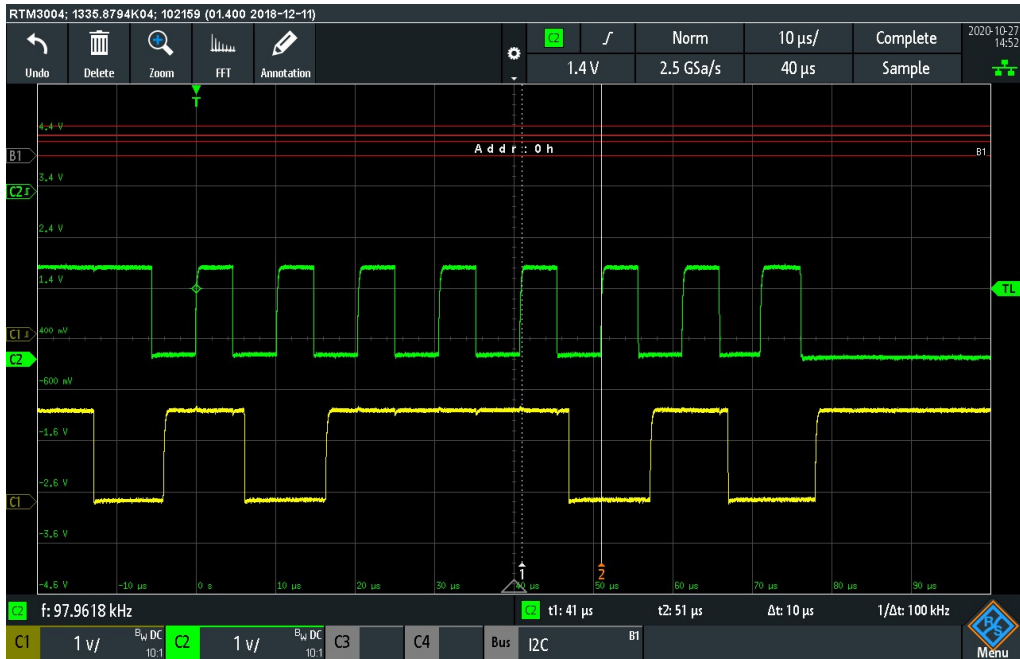 RTM3004; 1335.8794K04; 102159 (01.400 2018-12-11)
Undo
Delete
Zoom
FFT
Annotation
C2
Norm
10 µs/
Complete
2020-10-27
14:52
1.4 V
2.5 GSa/s
40 µs
Sample
T
4.4 V
B1
Addr: 0h
B1
3.4 V
C2
2.4 V
1.4 V
TL
400 mV
C1
C2
-600 mV
-1.6 V
-2.6 V
C1
-3.6 V
-4.6 V
-10 µs
0 s
10 µs
20 µs
30 µs
40 µs
50 µs
60 µs
70 µs
80 µs
90 µs
1
2
C2
f: 97.9618 kHz
C2
t1: 41 µs
t2: 51 µs
Δt: 10 µs
1/Δt: 100 kHz
C1
1 V/
BW DC
10:1
C2
1 V/
BW DC
10:1
C3
C4
Bus
I2C
B1
R&S
Menu